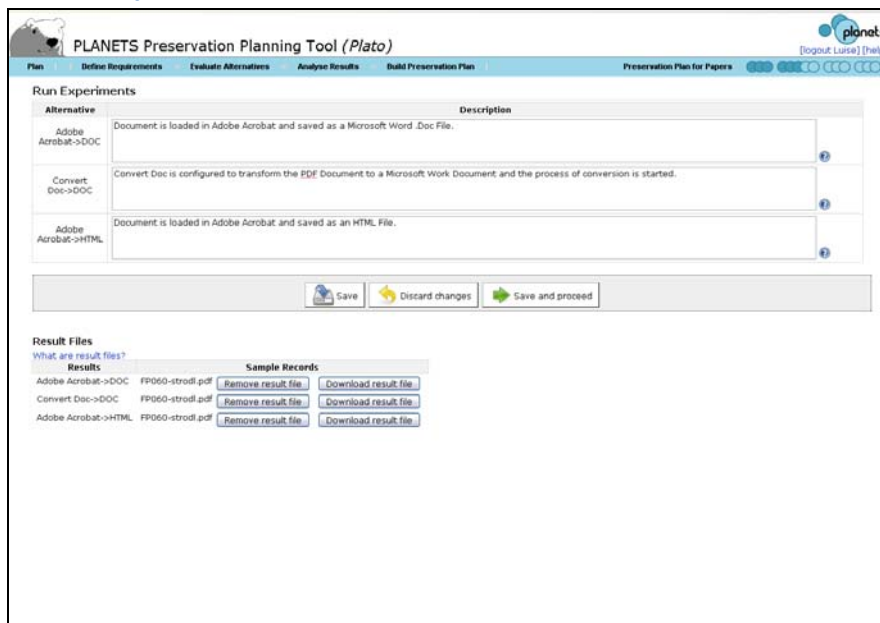 planet
PLANETS Preservation Planning Tool (Plato)
[logout Luise] [hel
Plan Define Requirements Evaluate Alternatives Analyse Results Build Preservation Plan Preservation Plan for Papers
Run Experiments
Alternative Description
Adobe Acrobat->DOC
Document is loaded in Adobe Acrobat and saved as a Microsoft Word .Doc File.
Convert Doc->DOC
Convert Doc is configured to transform the PDF Document to a Microsoft Work Document and the process of conversion is started.
Adobe Acrobat->HTML
Document is loaded in Adobe Acrobat and saved as an HTML File.
Save Discard changes Save and proceed
Result Files
What are result files?
Results Sample Records
Adobe Acrobat->DOC FP060-strodl.pdf Remove result file Download result file
Convert Doc->DOC FP060-strodl.pdf Remove result file Download result file
Adobe Acrobat->HTML FP060-strodl.pdf Remove result file Download result file